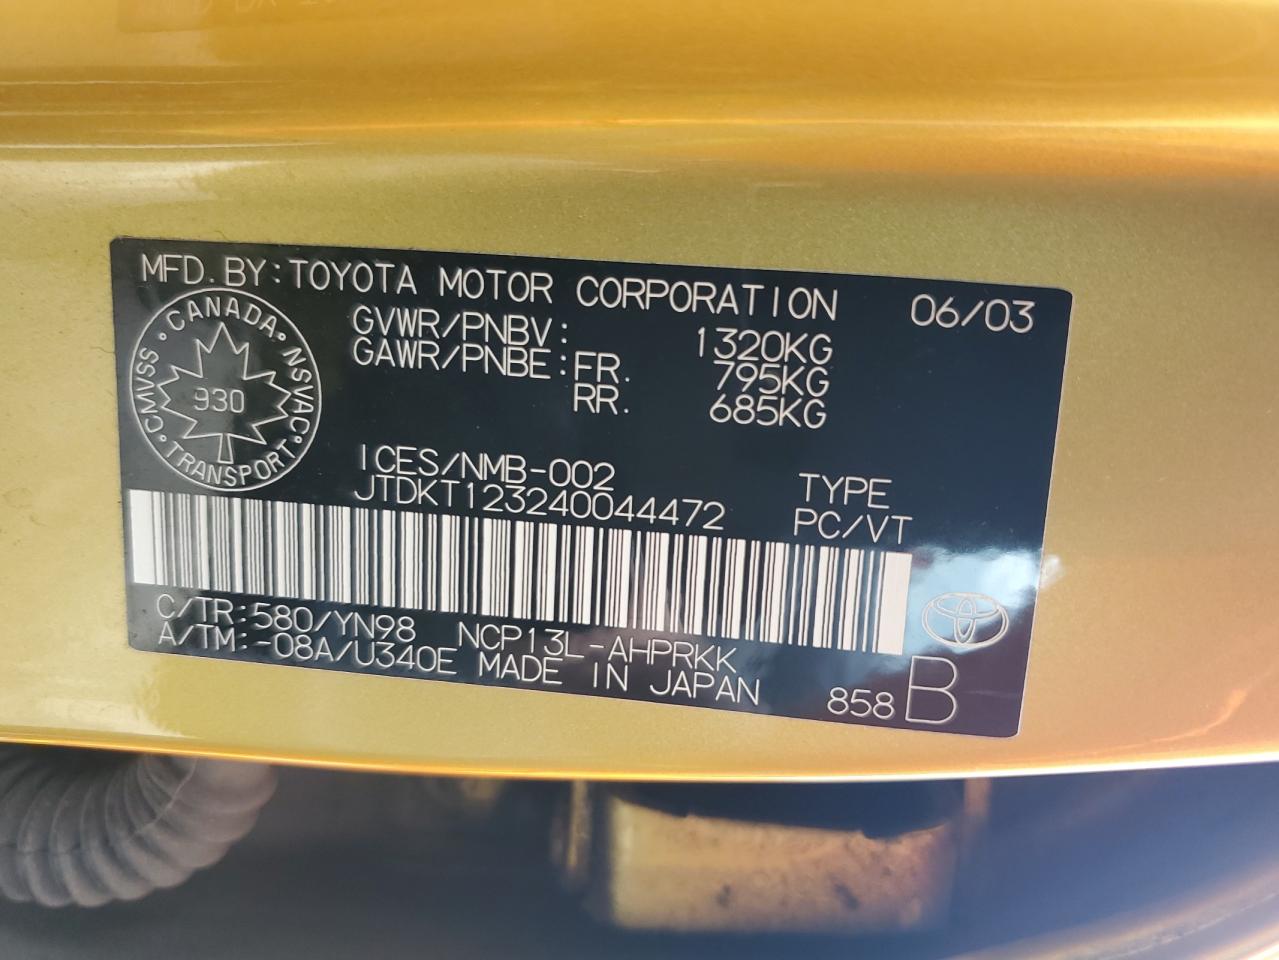 MFD. BY: TOYOTA MOTOR CORPORATION 06/03
GVWR/PNBV: 1320KG
GAWR/PNBE: FR. 795KG
RR. 685KG
CANADA
CMVSS NSVAC
930
TRANSPORT
ICES/NMB-002
JTDKT123240044472
TYPE
PC/VT
C/TR:580/YN98 NCP13L-AHPRKK
A/TM:-08A/U340E MADE IN JAPAN
858 B